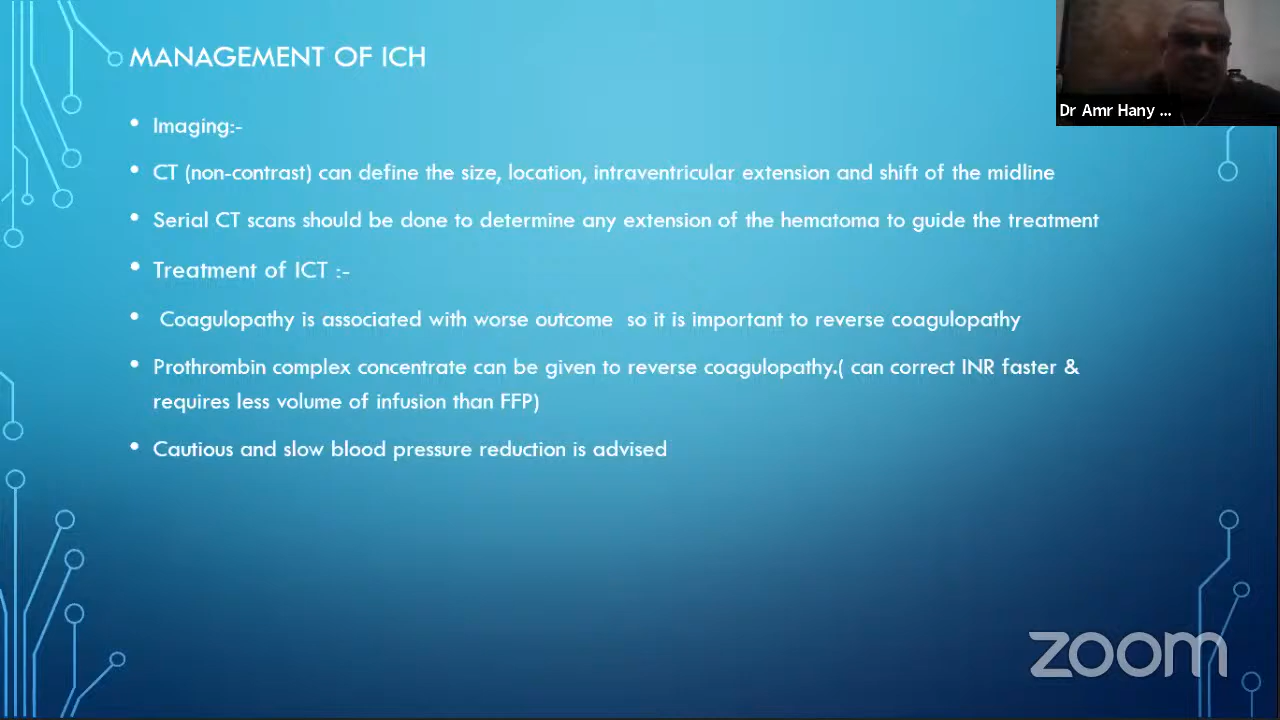 MANAGEMENT OF ICH
Dr Amr Hany ...
• Imaging:-
• CT (non-contrast) can define the size, location, intraventricular extension and shift of the midline
• Serial CT scans should be done to determine any extension of the hematoma to guide the treatment
• Treatment of ICT :-
• Coagulopathy is associated with worse outcome so it is important to reverse coagulopathy
• Prothrombin complex concentrate can be given to reverse coagulopathy.( can correct INR faster &
requires less volume of infusion than FFP)
• Cautious and slow blood pressure reduction is advised
zoom